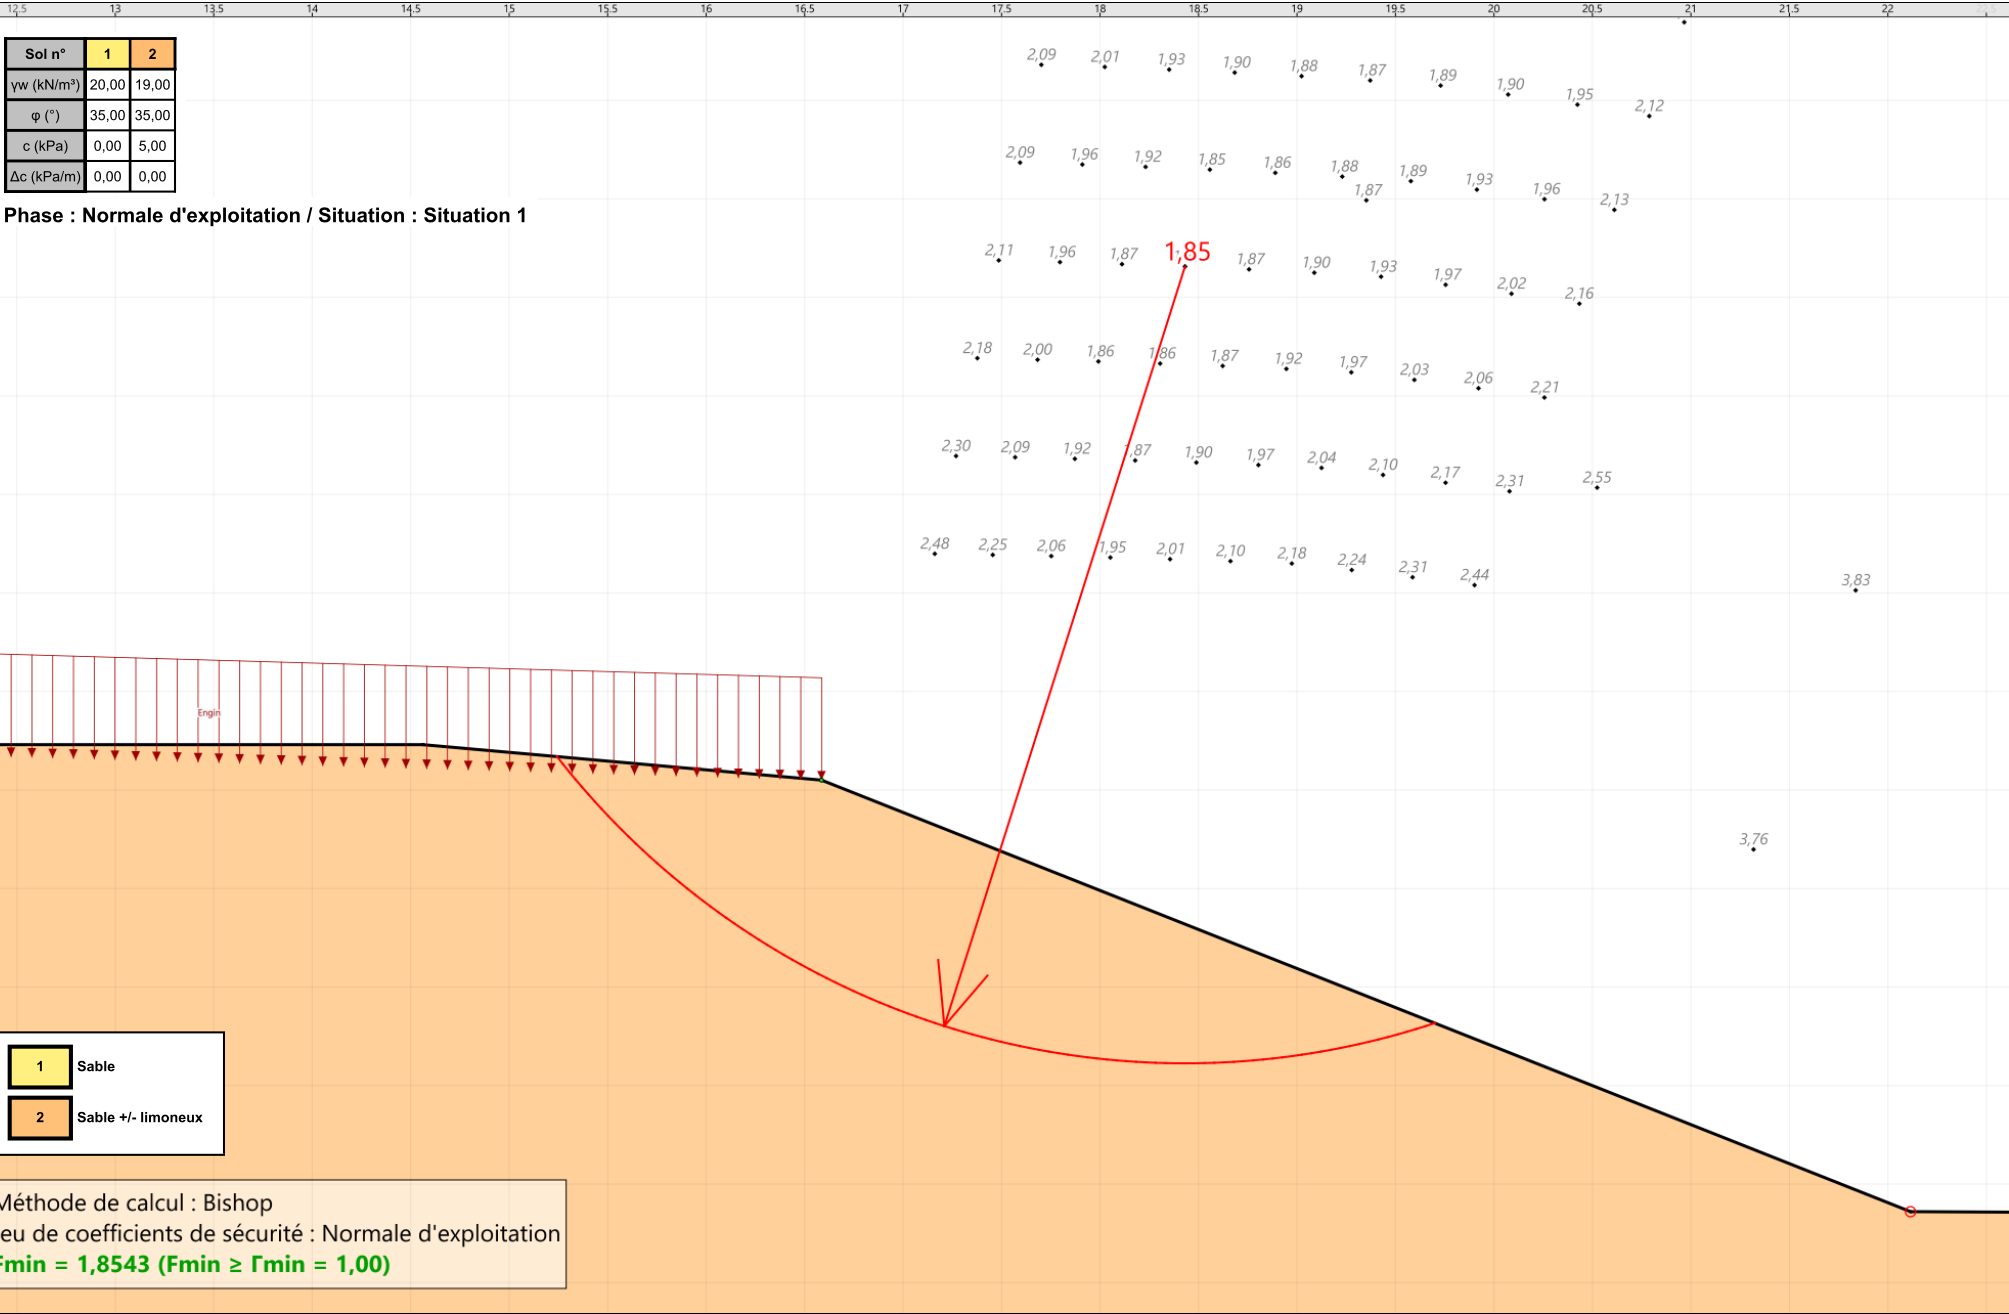 12.5 13 13.5 14 14.5 15 15.5 16 16.5 17 17.5 18 18.5 19 19.5 20 20.5 21 21.5 22 22.5
Sol n° 1 2
γw (kN/m³) 20,00 19,00
φ (°) 35,00 35,00
c (kPa) 0,00 5,00
Δc (kPa/m) 0,00 0,00
Phase : Normale d'exploitation / Situation : Situation 1
2,09 2,01 1,93 1,90 1,88 1,87 1,89 1,90 1,95 2,12
2,09 1,96 1,92 1,85 1,86 1,88 1,89 1,93 1,96 2,13
1,87
2,11 1,96 1,87 1,85 1,87 1,90 1,93 1,97 2,02 2,16
2,18 2,00 1,86 1,86 1,87 1,92 1,97 2,03 2,06 2,21
2,30 2,09 1,92 1,87 1,90 1,97 2,04 2,10 2,17 2,31 2,55
2,48 2,25 2,06 1,95 2,01 2,10 2,18 2,24 2,31 2,44 3,83
Engin
3,76
1 Sable
2 Sable +/- limoneux
Méthode de calcul : Bishop
eu de coefficients de sécurité : Normale d'exploitation
Fmin = 1,8543 (Fmin ≥ Γmin = 1,00)